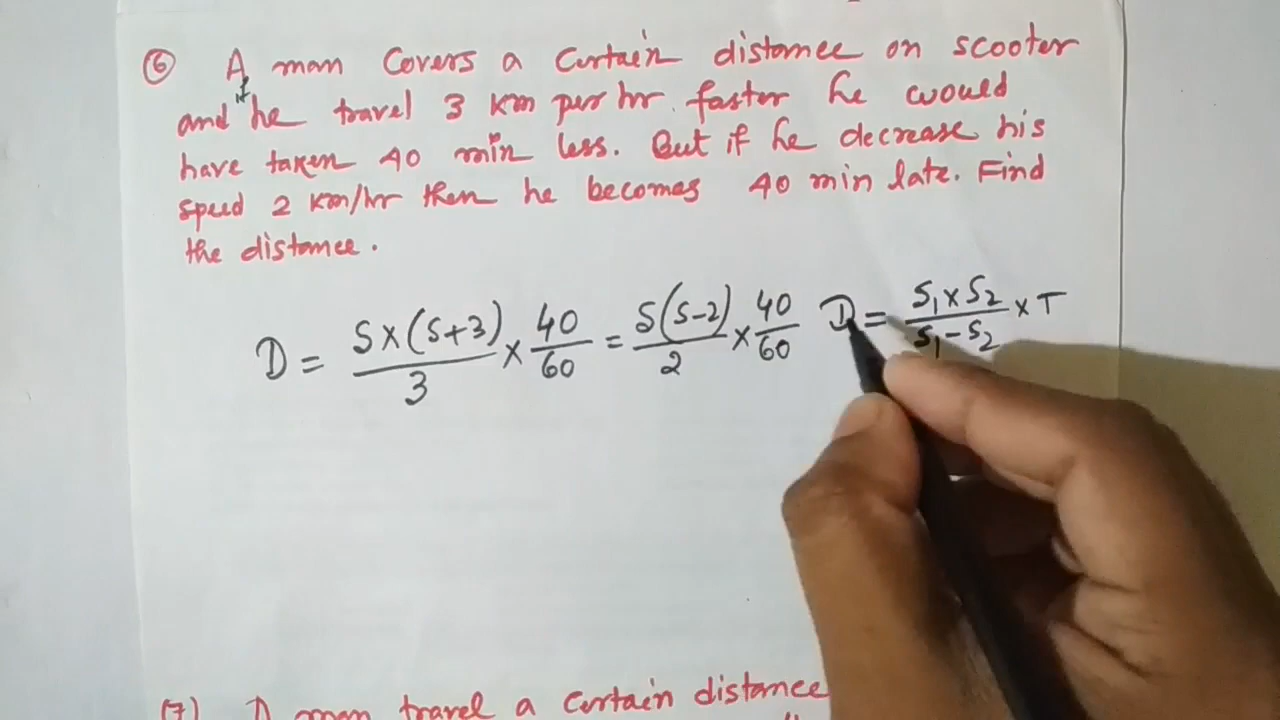 (6) A man Covers a Certain distance on scooter
and if he travel 3 Km per hr. faster he would
have taken 40 min less. But if he decrease his
speed 2 Km/hr then he becomes 40 min late. Find
the distance.
D = S×(S+3)/3 × 40/60 = S(S-2)/2 × 40/60 D = S₁×S₂/S₁-S₂ × T
(7) A man travel a certain distance